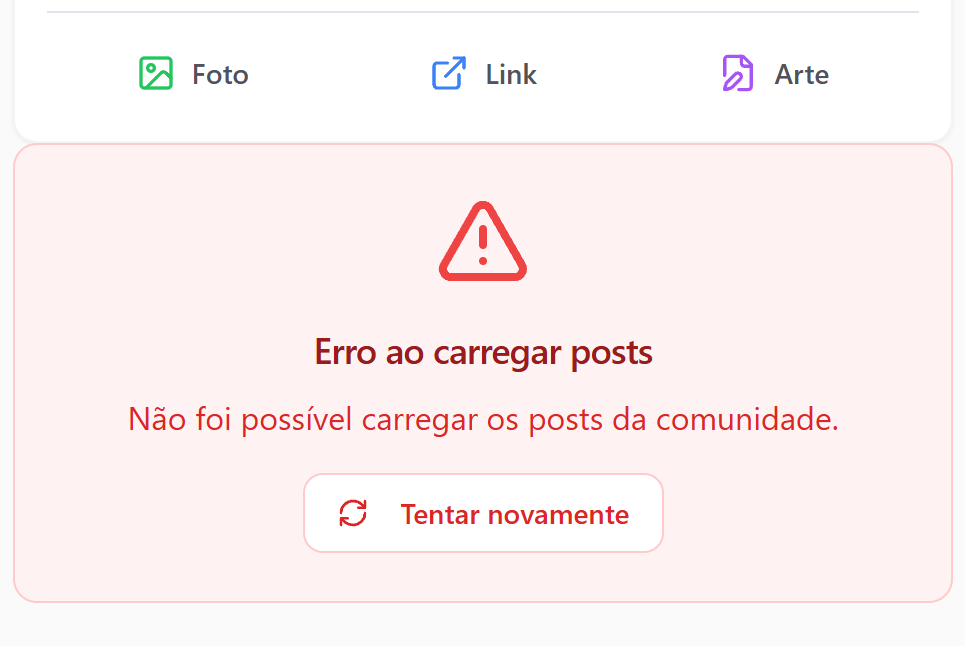 Foto
Link
Arte
Erro ao carregar posts
Não foi possível carregar os posts da comunidade.
Tentar novamente